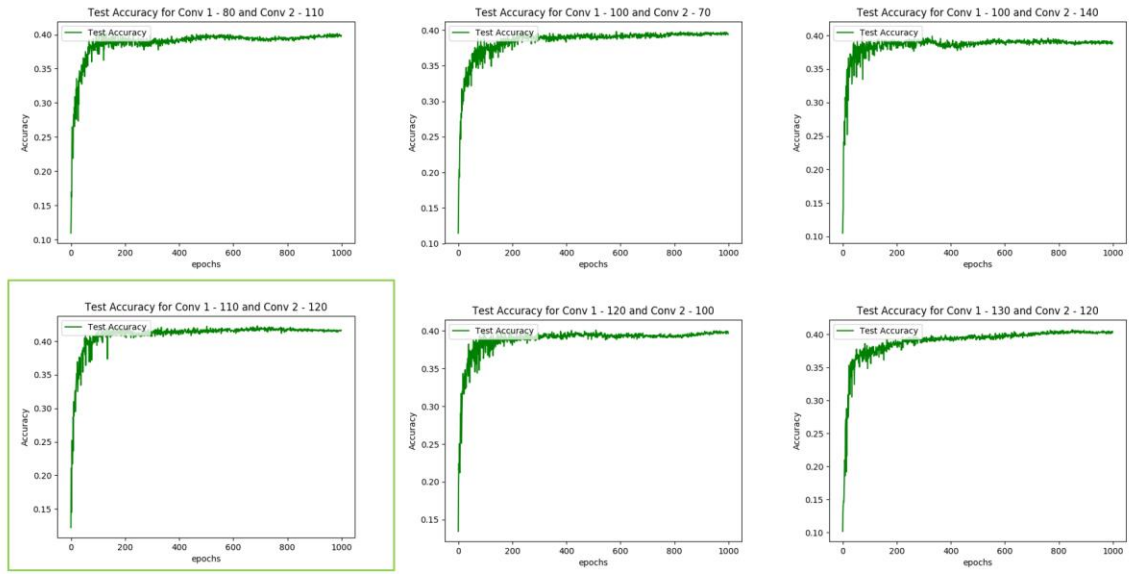 Test Accuracy for Conv 1 - 80 and Conv 2 - 110
Test Accuracy
0.40
0.35
0.30
0.25
0.20
0.15
0.10
Accuracy
0 200 400 600 800 1000
epochs
Test Accuracy for Conv 1 - 100 and Conv 2 - 70
Test Accuracy
0.40
0.35
0.30
0.25
0.20
0.15
0.10
Accuracy
0 200 400 600 800 1000
epochs
Test Accuracy for Conv 1 - 100 and Conv 2 - 140
Test Accuracy
0.40
0.35
0.30
0.25
0.20
0.15
0.10
Accuracy
0 200 400 600 800 1000
epochs
Test Accuracy for Conv 1 - 110 and Conv 2 - 120
Test Accuracy
0.40
0.35
0.30
0.25
0.20
0.15
Accuracy
0 200 400 600 800 1000
epochs
Test Accuracy for Conv 1 - 120 and Conv 2 - 100
Test Accuracy
0.40
0.35
0.30
0.25
0.20
0.15
Accuracy
0 200 400 600 800 1000
epochs
Test Accuracy for Conv 1 - 130 and Conv 2 - 120
Test Accuracy
0.40
0.35
0.30
0.25
0.20
0.15
0.10
Accuracy
0 200 400 600 800 1000
epochs